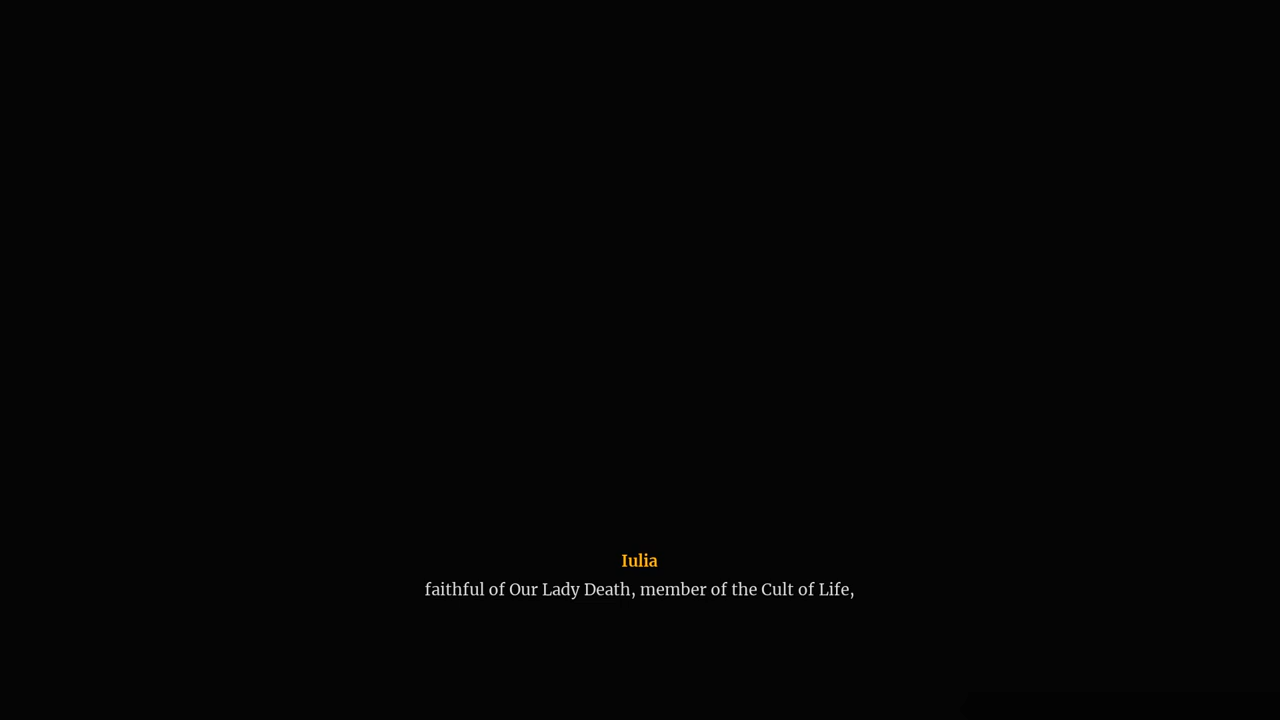 Iulia
faithful of Our Lady Death, member of the Cult of Life,